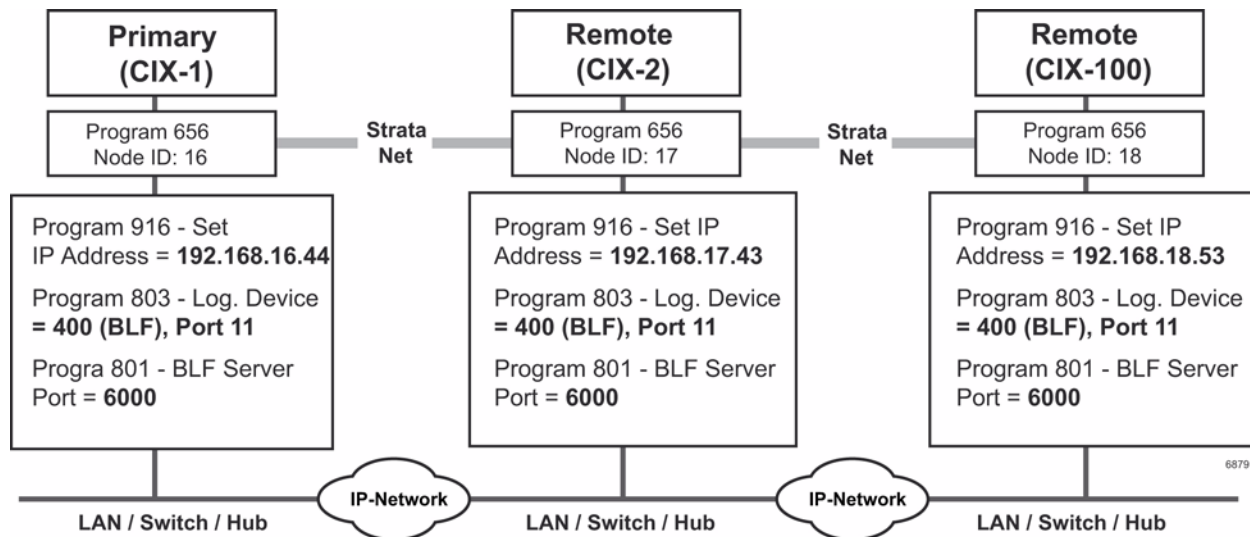 Primary
(CIX-1)
Remote
(CIX-2)
Remote
(CIX-100)
Program 656
Node ID: 16
Strata
Net
Program 656
Node ID: 17
Strata
Net
Program 656
Node ID: 18
Program 916 - Set
IP Address = 192.168.16.44
Program 803 - Log. Device
= 400 (BLF), Port 11
Progra 801 - BLF Server
Port = 6000
Program 916 - Set IP
Address = 192.168.17.43
Program 803 - Log. Device
= 400 (BLF), Port 11
Program 801 - BLF Server
Port = 6000
Program 916 - Set IP
Address = 192.168.18.53
Program 803 - Log. Device
= 400 (BLF), Port 11
Program 801 - BLF Server
Port = 6000
6879
IP-Network
IP-Network
LAN / Switch / Hub
LAN / Switch / Hub
LAN / Switch / Hub